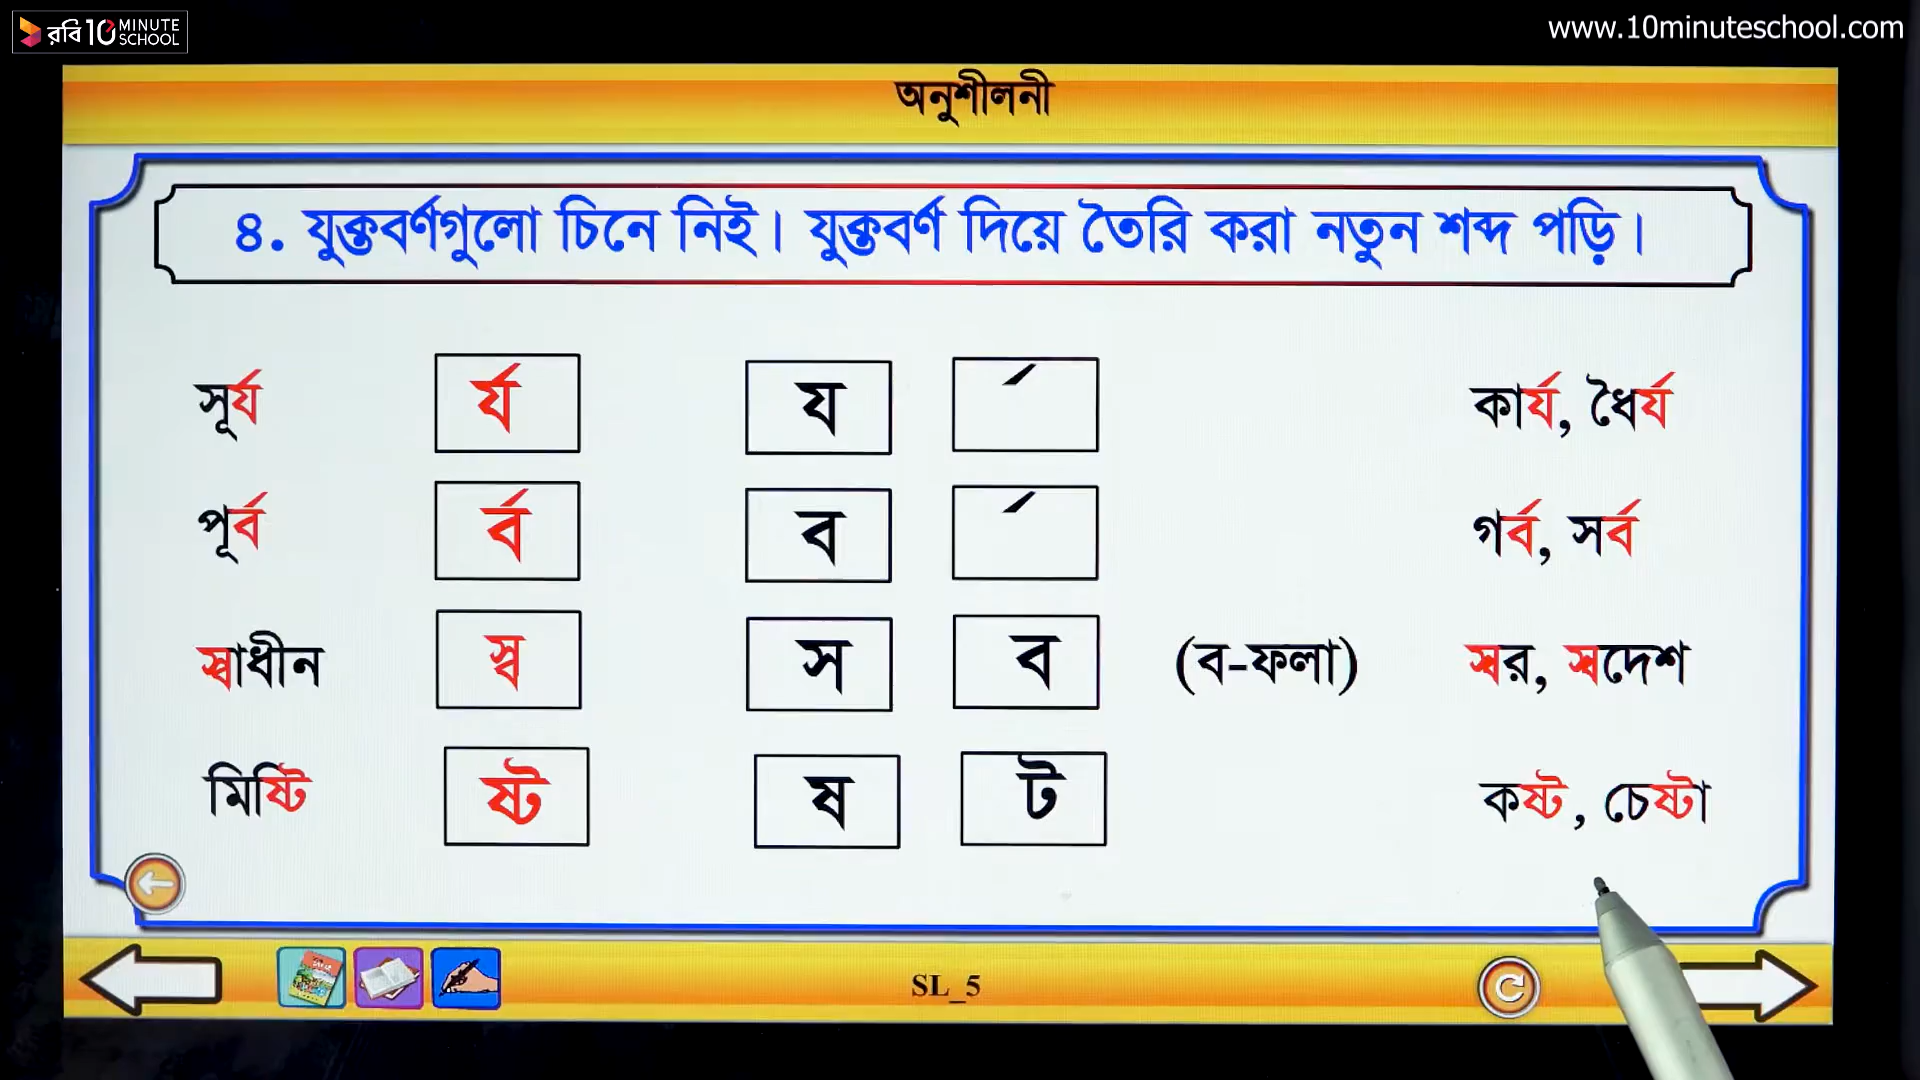 রবি 10 MINUTE SCHOOL
www.10minuteschool.com
অনুশীলনী
৪. যুক্তবর্ণগুলো চিনে নিই। যুক্তবর্ণ দিয়ে তৈরি করা নতুন শব্দ পড়ি।
সূর্য র্য য ́ কার্য, ধৈর্য
পূর্ব র্ব ব ́ গর্ব, সর্ব
স্বাধীন স্ব স ব (ব-ফলা) স্বর, স্বদেশ
মিষ্টি ষ্ট ষ ট কষ্ট, চেষ্টা
SL_5